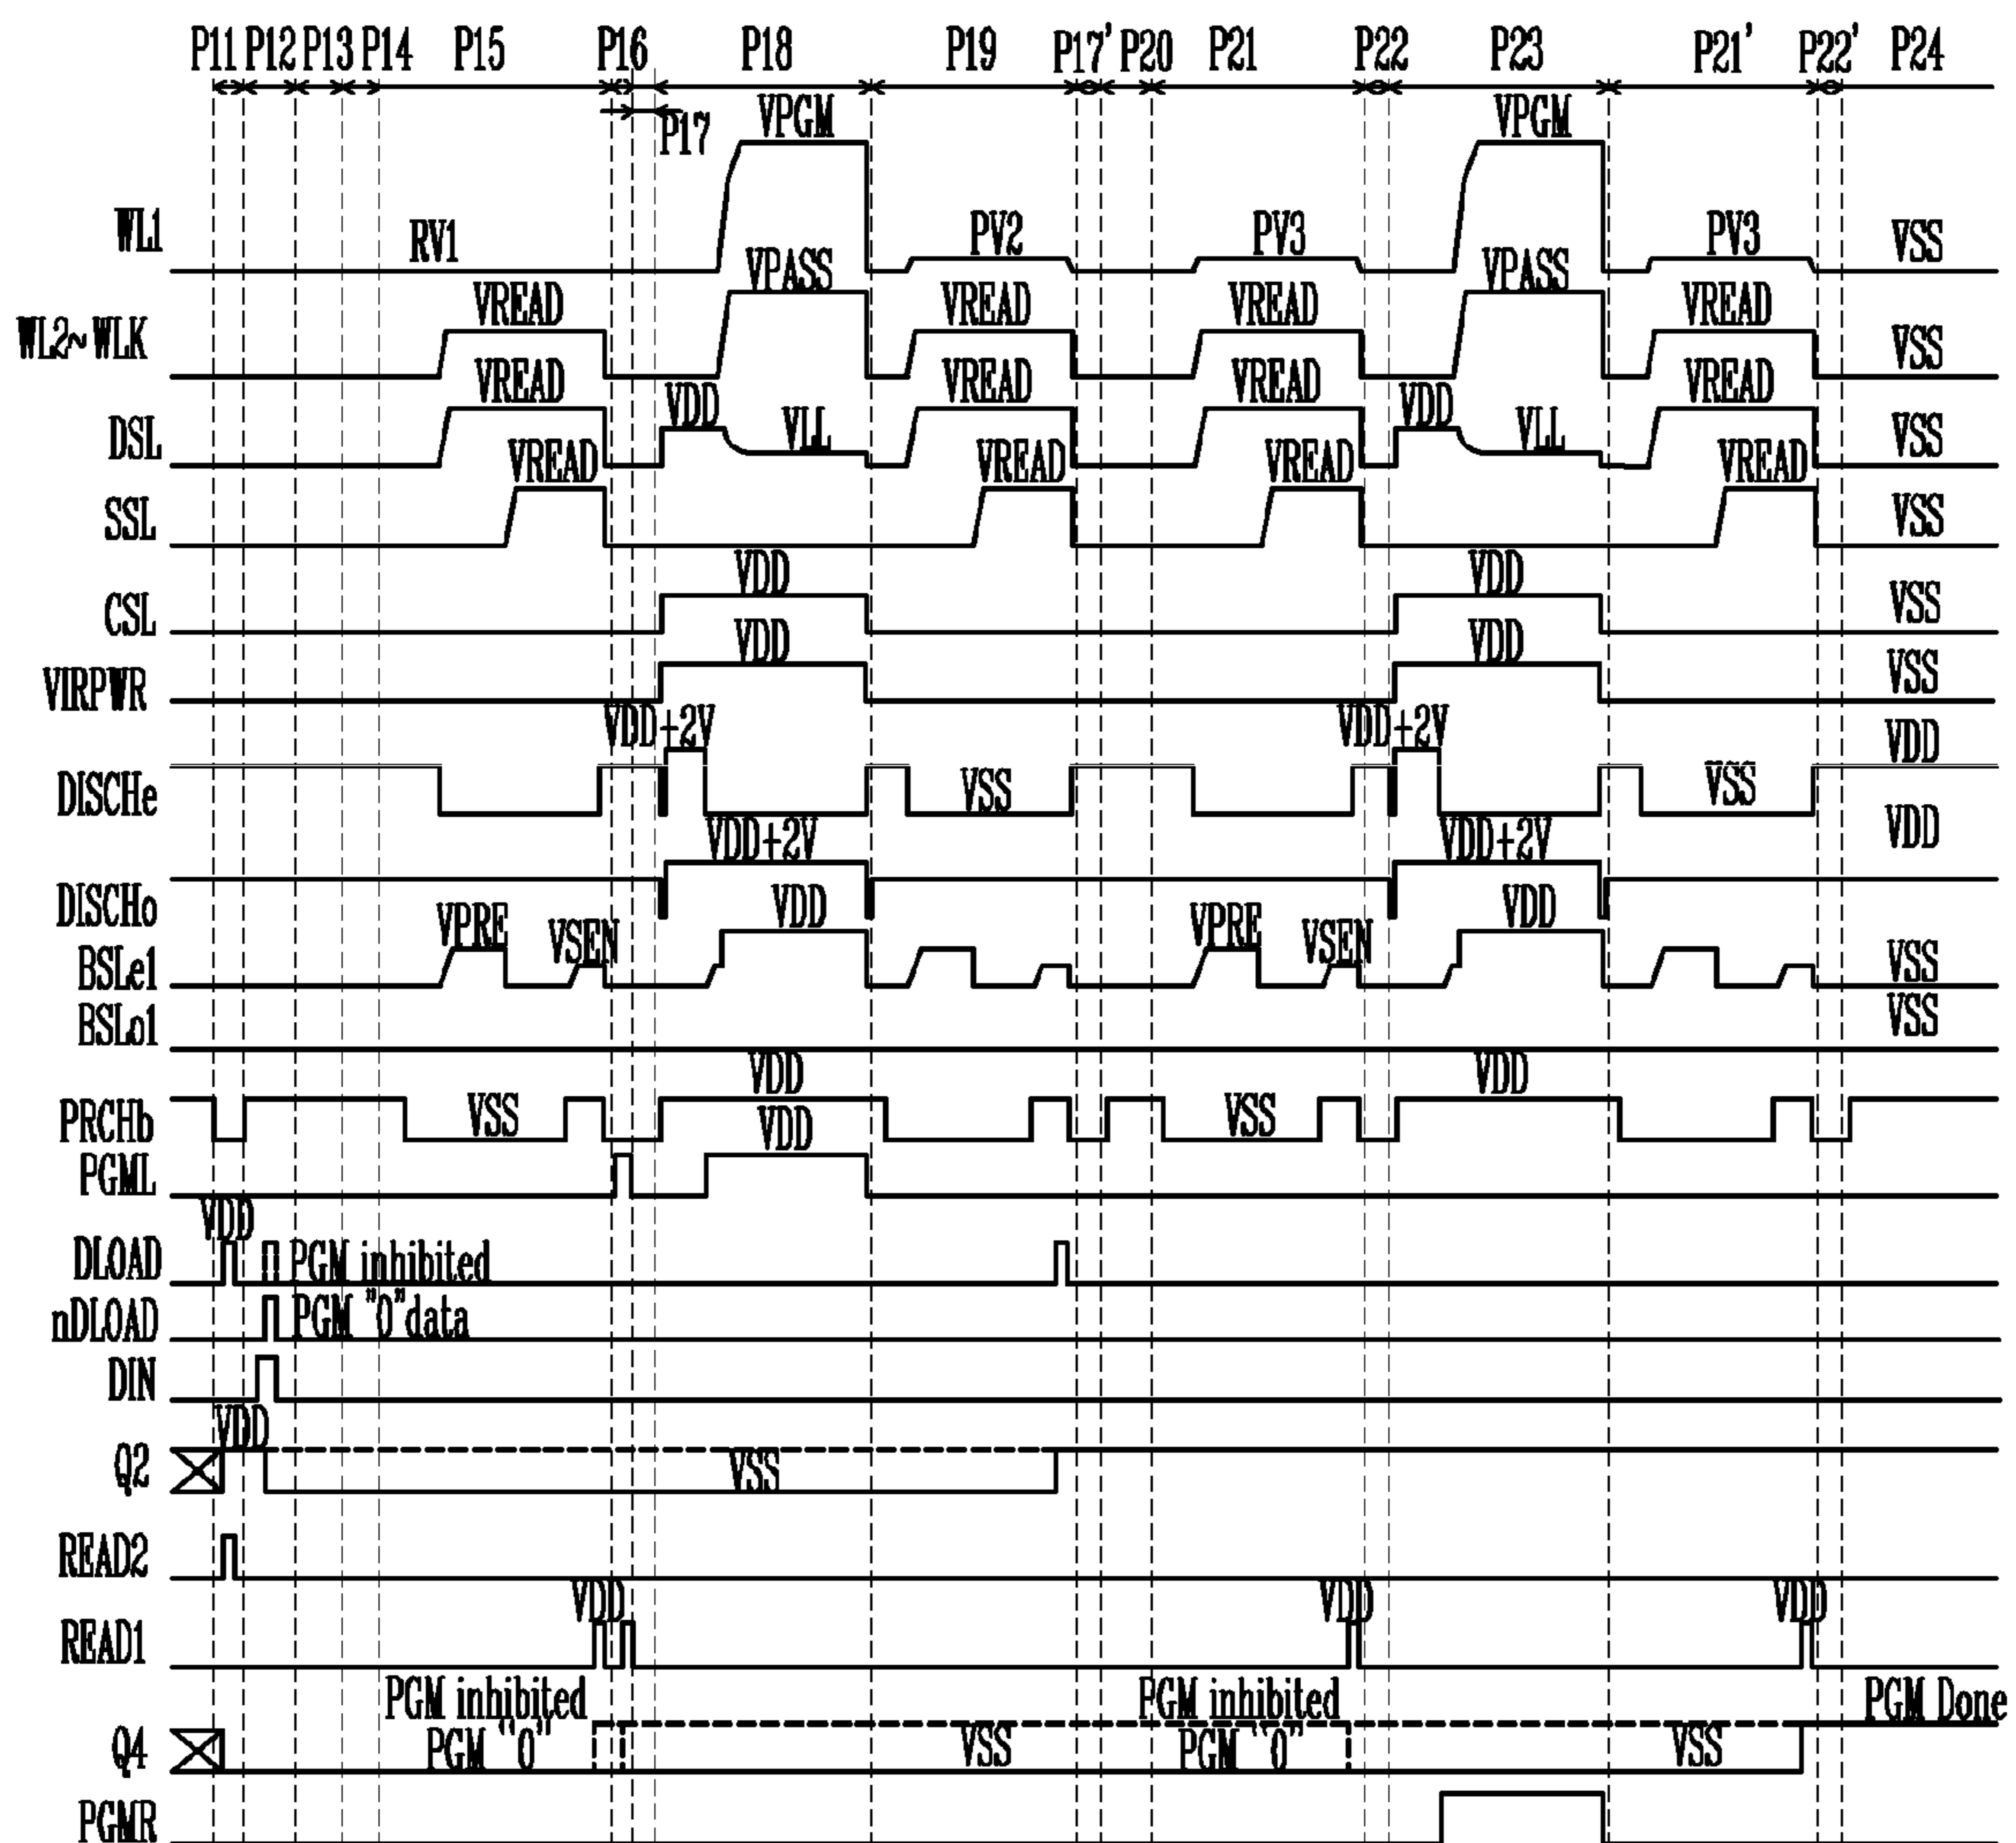 P11 P12 P13 P14 P15 P16 P18 P19 P17' P20 P21 P22 P23 P21' P22' P24
P17
VPGM VPGM
WL1 RV1 PV2 PV3 PV3 VSS
VPASS VPASS
WL2~WLK VREAD VREAD VREAD VREAD VSS
VREAD VREAD VREAD VREAD
DSL VDD VLL VDD VLL VSS
VREAD VREAD VREAD VREAD
SSL VSS
VDD VDD
CSL VSS
VDD VDD
VIRPWR VSS
VDD+2V VDD+2V VDD
DISCHe VSS VSS
VDD+2V VDD+2V VDD
DISCHo VDD VDD
VPRE VSEN VPRE VSEN
BSLe1 VSS
BSLo1 VSS
VDD VDD
PRCHb VSS VSS
VDD
PGML
VDD
DLOAD PGM inhibited
nDLOAD PGM "0"data
DIN
VDD
Q2 VSS
READ2
VDD VDD VDD
READ1
PGM inhibited PGM inhibited PGM Done
Q4 PGM "0" VSS PGM "0" VSS
PGMR